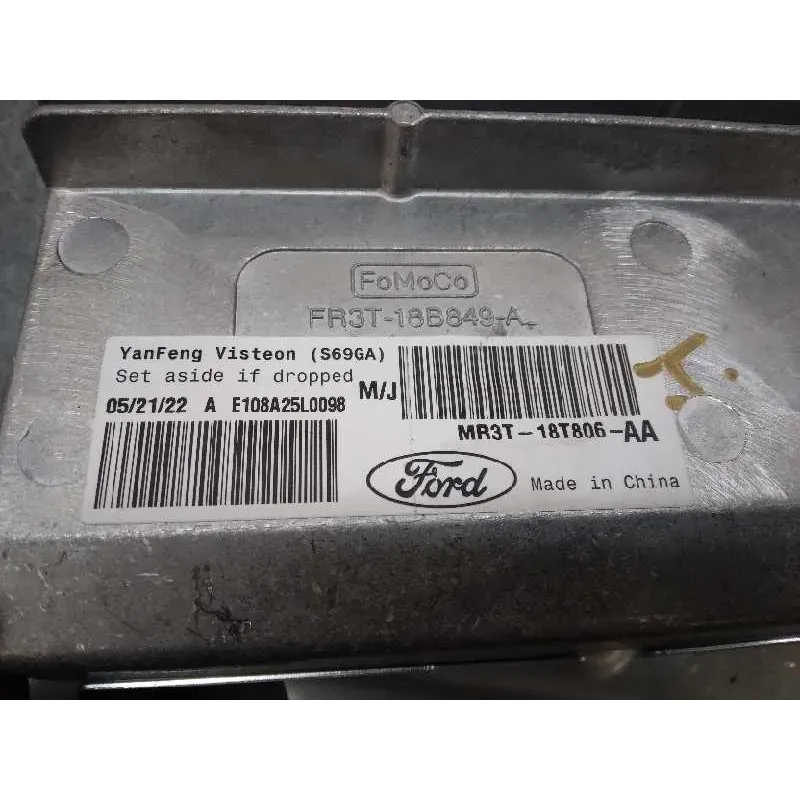 FoMoCo
FR3T-18B849-A
YanFeng Visteon (S69GA)
Set aside if dropped
M/J
05/21/22 A E108A25L0098
MR3T-18T806-AA
Ford
Made in China